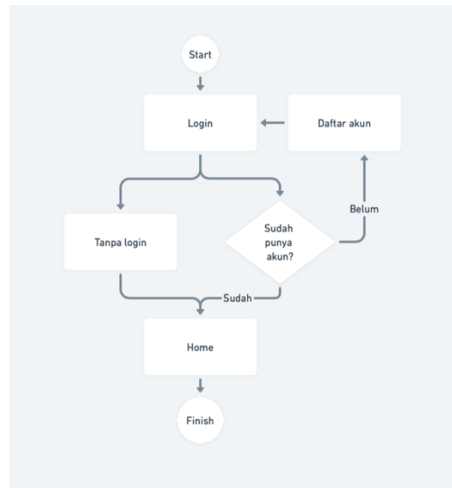 Start
Login
Daftar akun
Belum
Tanpa login
Sudah
punya
akun?
Sudah
Home
Finish